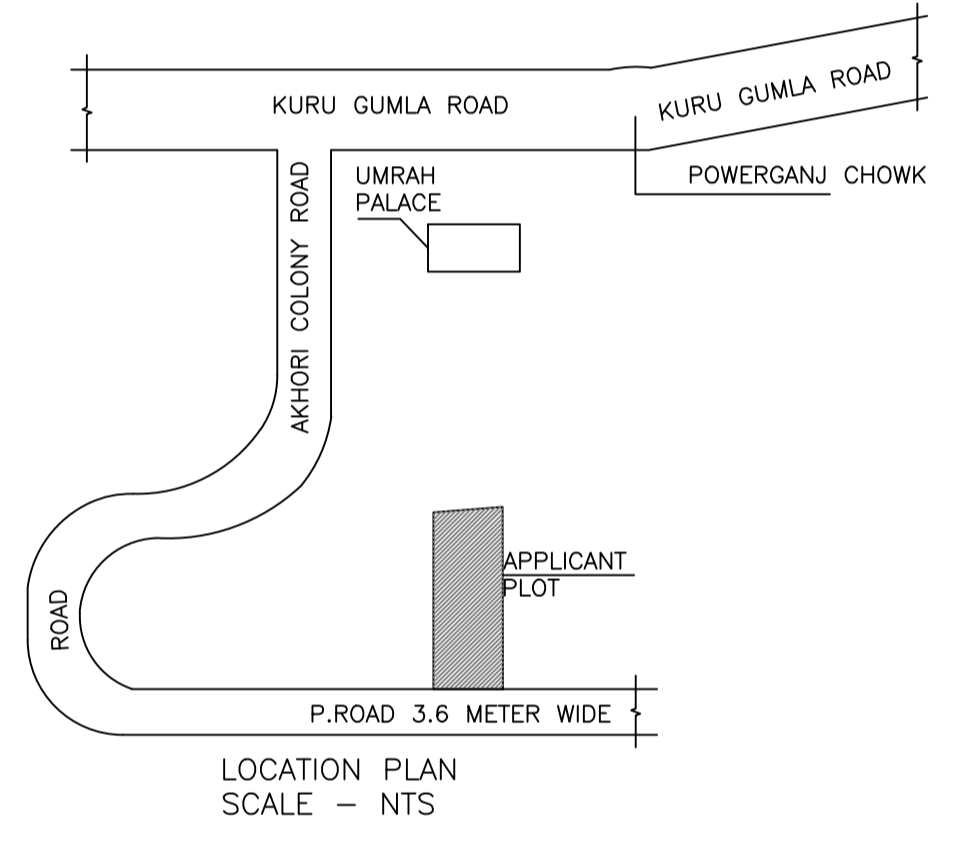 KURU GUMLA ROAD
KURU GUMLA ROAD
POWERGANJ CHOWK
UMRAH
PALACE
AKHORI COLONY ROAD
APPLICANT
PLOT
ROAD
P.ROAD 3.6 METER WIDE
LOCATION PLAN
SCALE – NTS